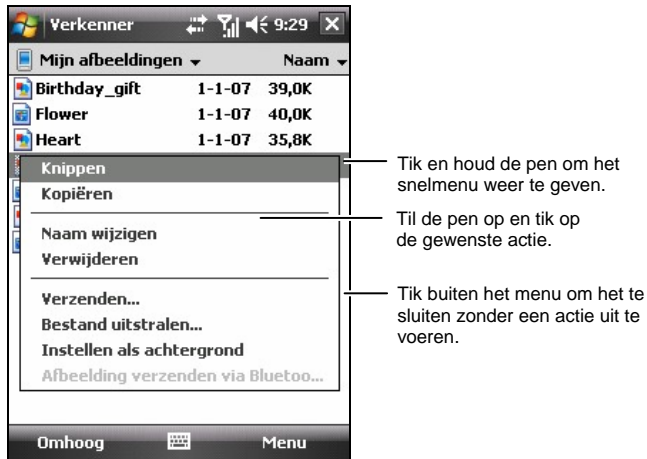 Verkenner 9:29
Mijn afbeeldingen Naam
Birthday_gift 1-1-07 39,0K
Flower 1-1-07 40,0K
Heart 1-1-07 35,8K
Knippen
Kopiëren
Naam wijzigen
Verwijderen
Verzenden...
Bestand uitstralen...
Instellen als achtergrond
Afbeelding verzenden via Bluetoo...
Omhoog Menu
Tik en houd de pen om het
snelmenu weer te geven.
Til de pen op en tik op
de gewenste actie.
Tik buiten het menu om het te
sluiten zonder een actie uit te
voeren.